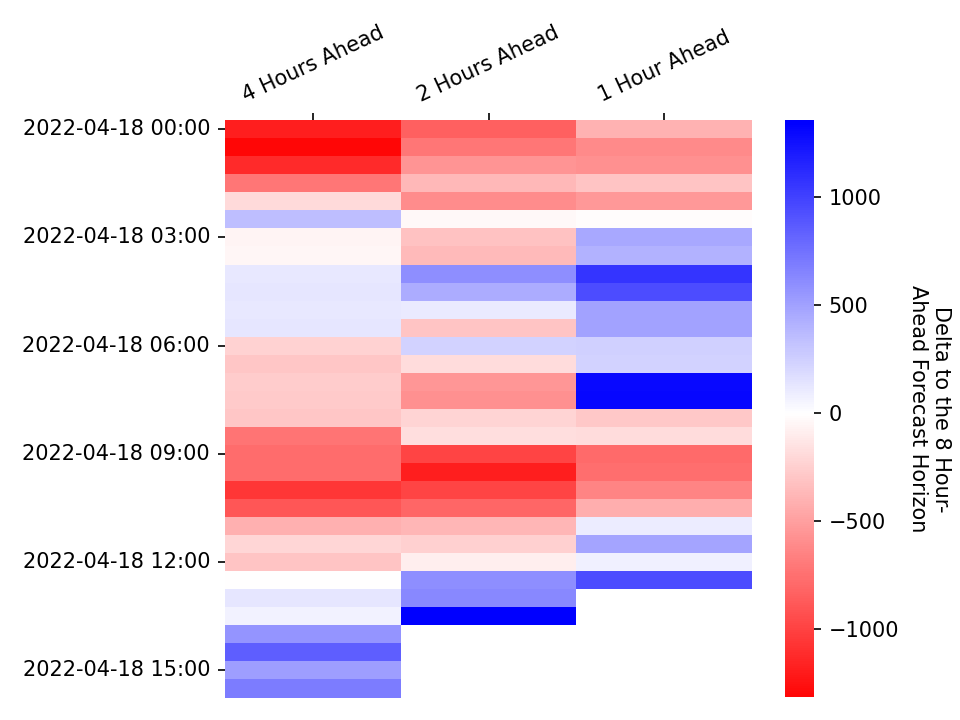 4 Hours Ahead
2 Hours Ahead
1 Hour Ahead
2022-04-18 00:00
2022-04-18 03:00
2022-04-18 06:00
2022-04-18 09:00
2022-04-18 12:00
2022-04-18 15:00
1000
500
0
−500
−1000
Delta to the 8 Hour-
Ahead Forecast Horizon